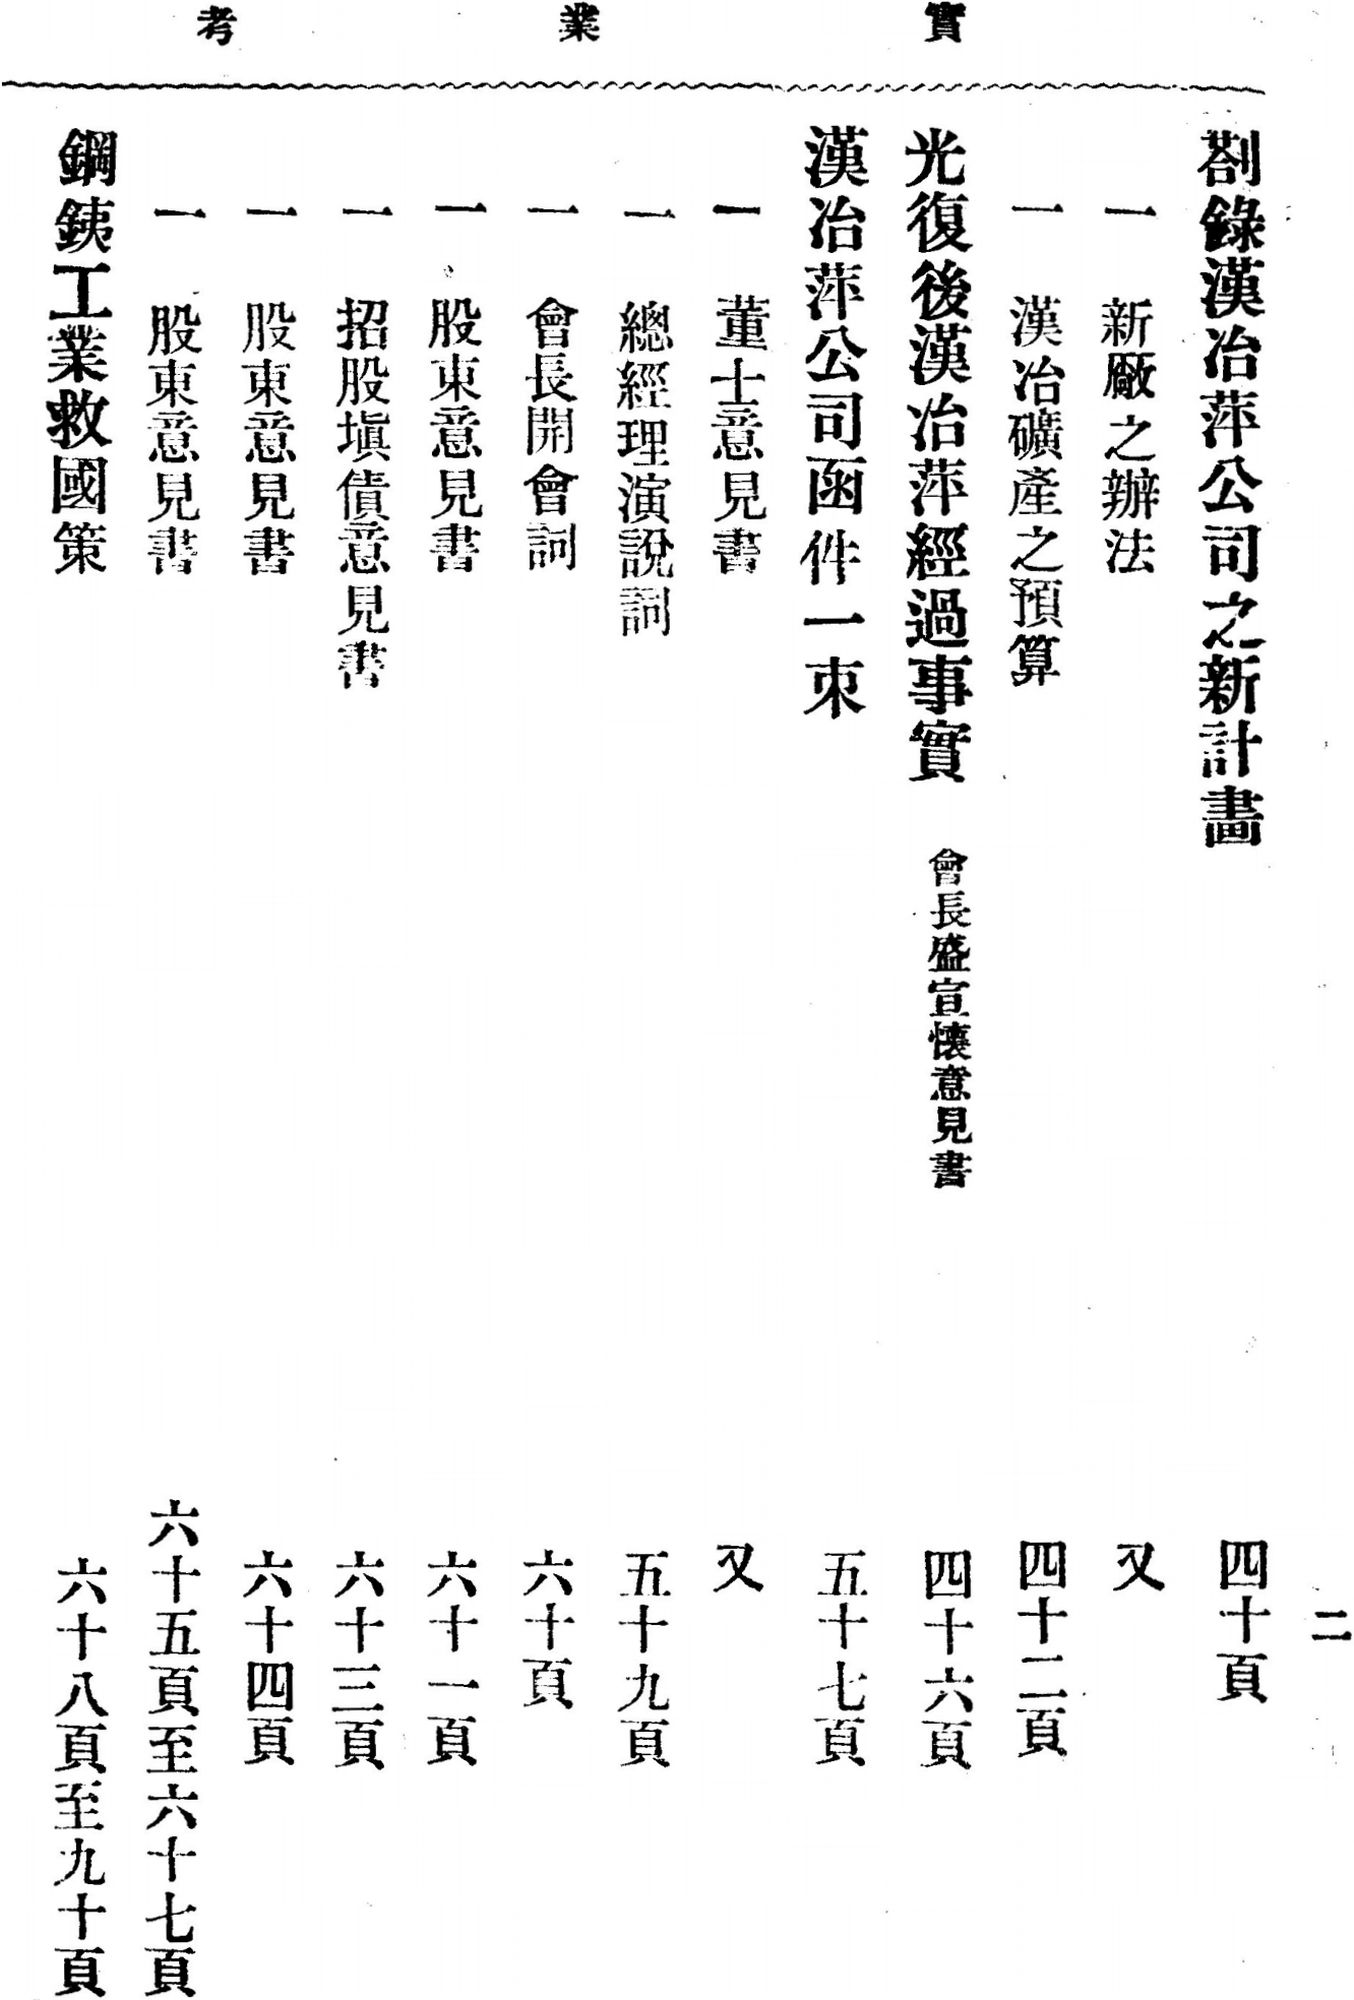 實業考
二
剳錄漢冶萍公司之新計畫 四十頁
一 新厰之辦法 又
一 漢冶礦產之預算 四十二頁
光復後漢冶萍經過事實 會長盛宣懷意見書 四十六頁
漢冶萍公司函件一束 五十七頁
一 董士意見書 又
一 總經理演說詞 五十九頁
一 會長開會詞 六十頁
一 股東意見書 六十一頁
一 招股塡債意見書 六十三頁
一 股東意見書 六十四頁
一 股東意見書 六十五頁至六十七頁
鋼銕工業救國策 六十八頁至九十頁